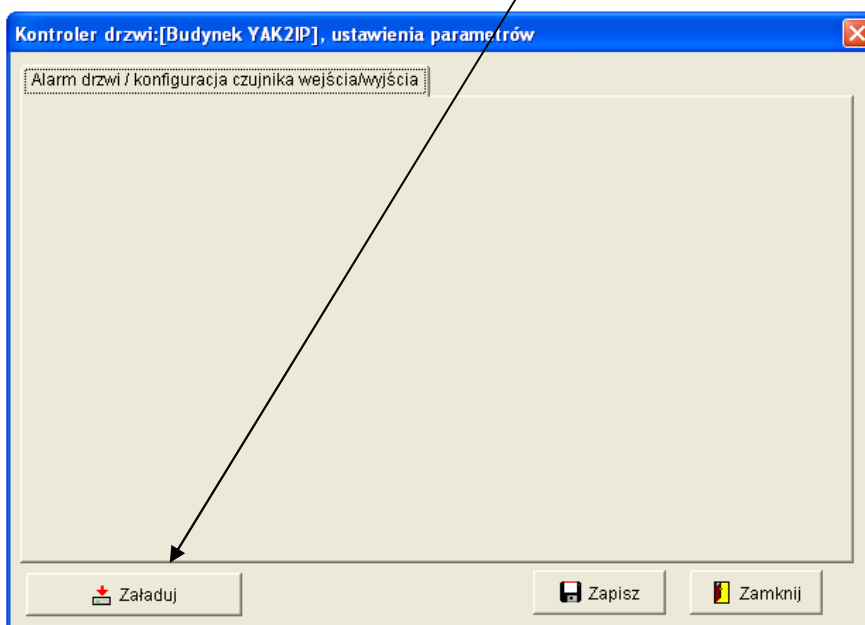 Kontroler drzwi:[Budynek YAK2IP], ustawienia parametrów
Alarm drzwi / konfiguracja czujnika wejścia/wyjścia
Załaduj
Zapisz
Zamknij